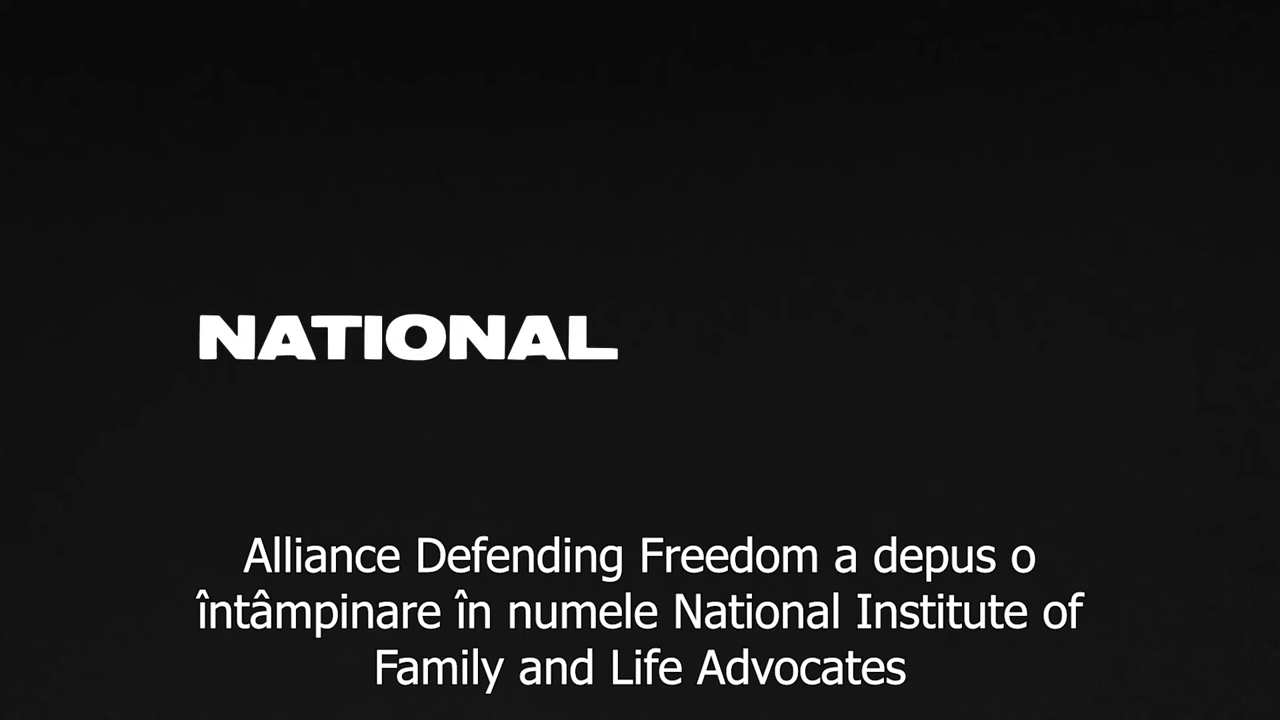 NATIONAL
Alliance Defending Freedom a depus o
întâmpinare în numele National Institute of
Family and Life Advocates